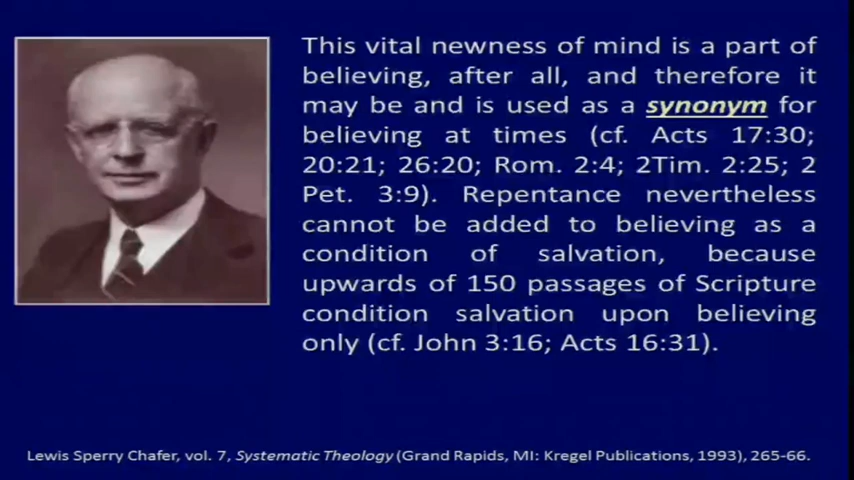 This vital newness of mind is a part of
believing, after all, and therefore it
may be and is used as a synonym for
believing at times (cf. Acts 17:30;
20:21; 26:20; Rom. 2:4; 2Tim. 2:25; 2
Pet. 3:9). Repentance nevertheless
cannot be added to believing as a
condition of salvation, because
upwards of 150 passages of Scripture
condition salvation upon believing
only (cf. John 3:16; Acts 16:31).
Lewis Sperry Chafer, vol. 7, Systematic Theology (Grand Rapids, MI: Kregel Publications, 1993), 265-66.